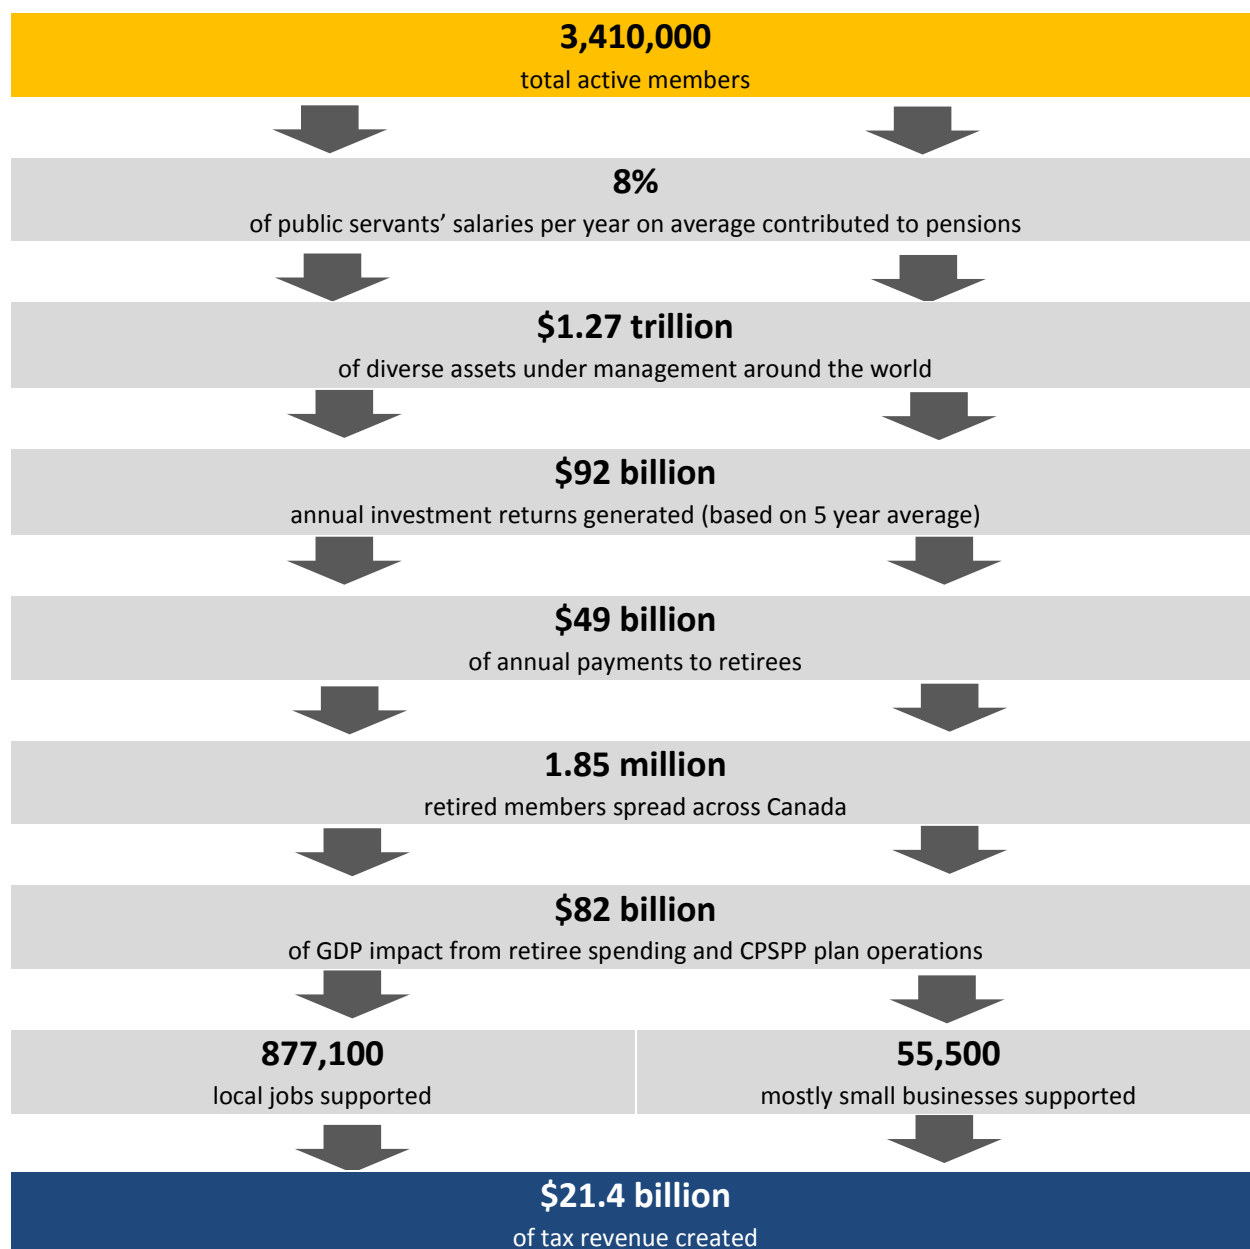 3,410,000
total active members
8%
of public servants’ salaries per year on average contributed to pensions
$1.27 trillion
of diverse assets under management around the world
$92 billion
annual investment returns generated (based on 5 year average)
$49 billion
of annual payments to retirees
1.85 million
retired members spread across Canada
$82 billion
of GDP impact from retiree spending and CPSPP plan operations
877,100
local jobs supported
55,500
mostly small businesses supported
$21.4 billion
of tax revenue created